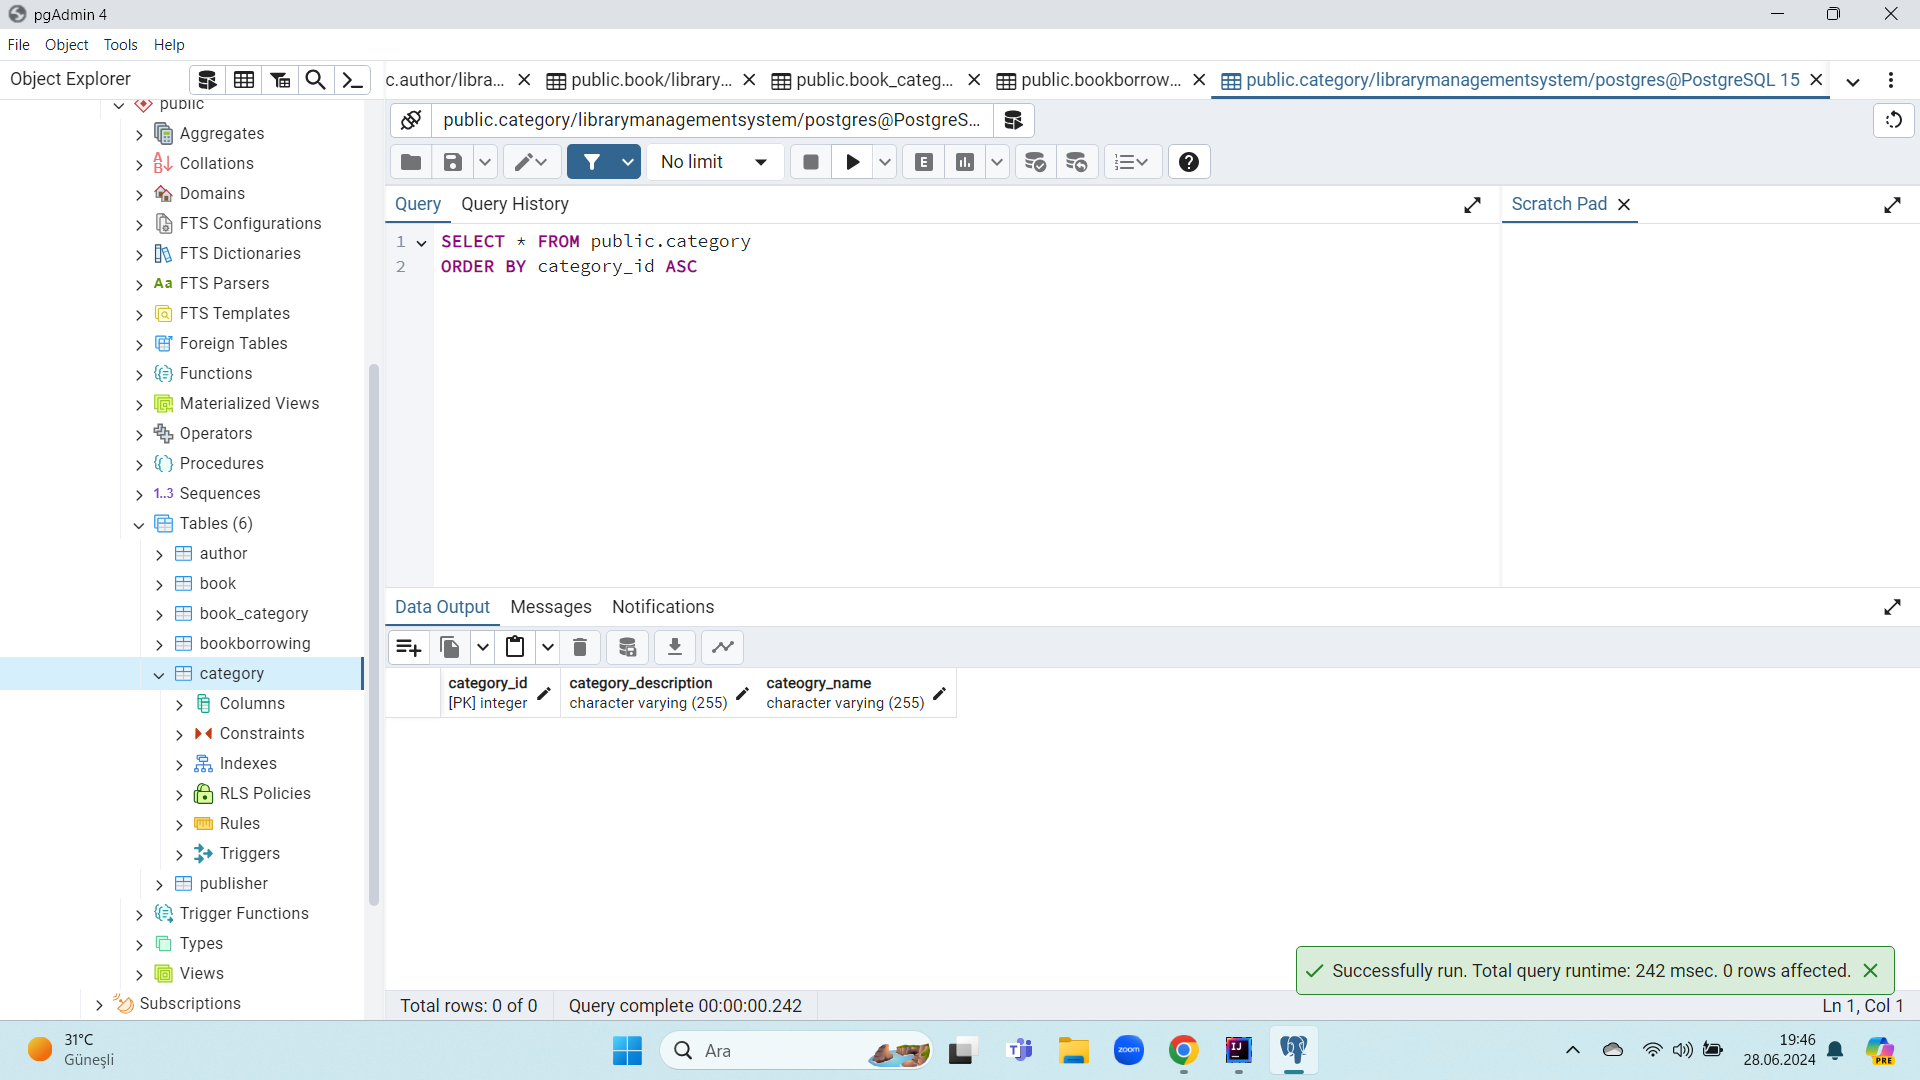 pgAdmin 4
File Object Tools Help
Object Explorer
c.author/libra...
public.book/library...
public.book_categ...
public.bookborrow...
public.category/librarymanagementsystem/postgres@PostgreSQL 15
public.category/librarymanagementsystem/postgres@PostgreS...
No limit
E
Query Query History
Scratch Pad
1 SELECT * FROM public.category
2 ORDER BY category_id ASC
public
Aggregates
Collations
Domains
FTS Configurations
FTS Dictionaries
Aa FTS Parsers
FTS Templates
Foreign Tables
Functions
Materialized Views
Operators
Procedures
1..3 Sequences
Tables (6)
author
book
book_category
bookborrowing
category
Columns
Constraints
Indexes
RLS Policies
Rules
Triggers
publisher
Trigger Functions
Types
Views
Subscriptions
Data Output Messages Notifications
category_id
[PK] integer
category_description
character varying (255)
cateogry_name
character varying (255)
Successfully run. Total query runtime: 242 msec. 0 rows affected.
Total rows: 0 of 0 Query complete 00:00:00.242
Ln 1, Col 1
31°C
Güneşli
Ara
zoom
IJ
19:46
28.06.2024
PRE